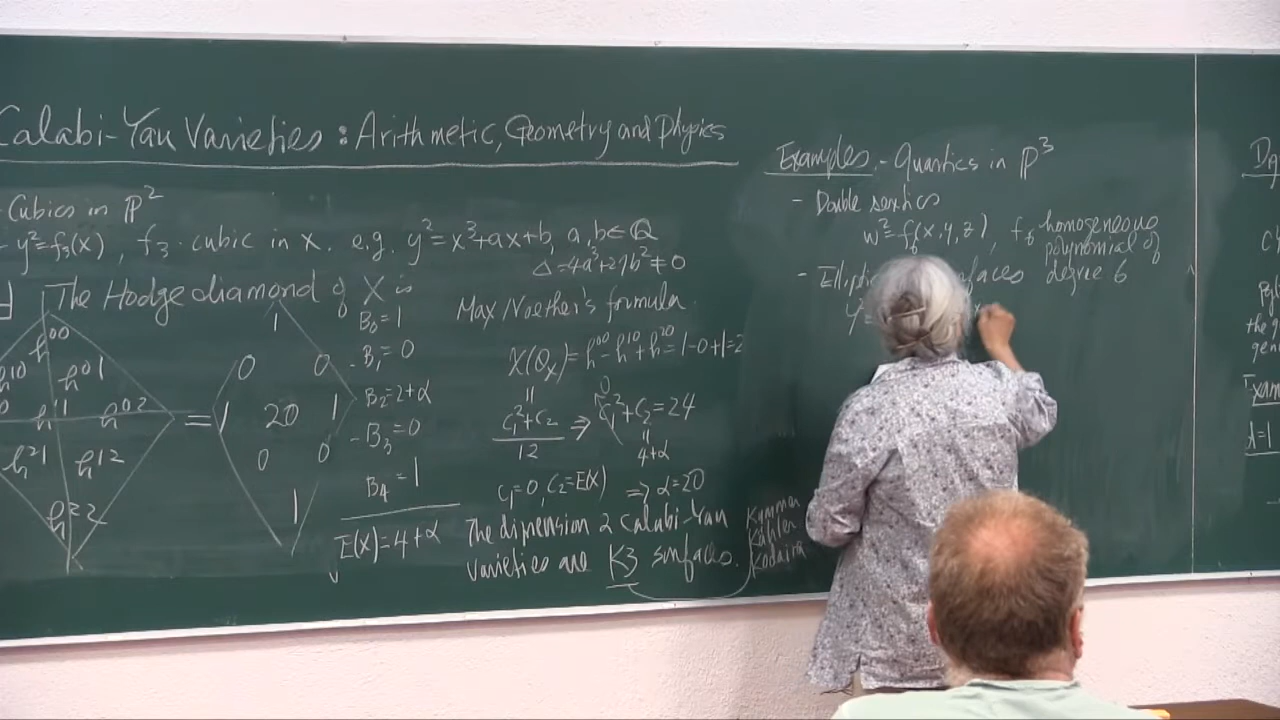 Calabi-Yau Varieties: Arithmetic, Geometry and Physics
Cubics in P²
- y²=f₃(x), f₃ cubic in x. e.g. y²=x³+ax+b, a,b∈Q
Δ=4a³+27b²≠0
The Hodge diamond of X is
h⁰⁰
h¹⁰ h⁰¹
h¹¹ h⁰²
h²¹ h¹²
h²²
=
1
0 0
1 20 1
0 0
1
B₀=1
-B₁=0
B₂=2+α
-B₃=0
B₄=1
E(X)=4+α
Max Noether's formula
χ(O_X)=h⁰⁰-h¹⁰+h²⁰=1-0+1=2
||
c₁²+c₂ ⇒ c₁²+c₂=24
12
0
||
4+α
c₁=0, c₂=E(X) ⇒ α=20
The dimension 2 Calabi-Yau
varieties are K3 surfaces.
Kummer
Kähler
Kodaira
Examples - Quartics in P³
- Double sextics
w²=f₆(x,y,z), f₆ homogeneous
polynomial of
degree 6
- Elliptic
y²=
the
d=1